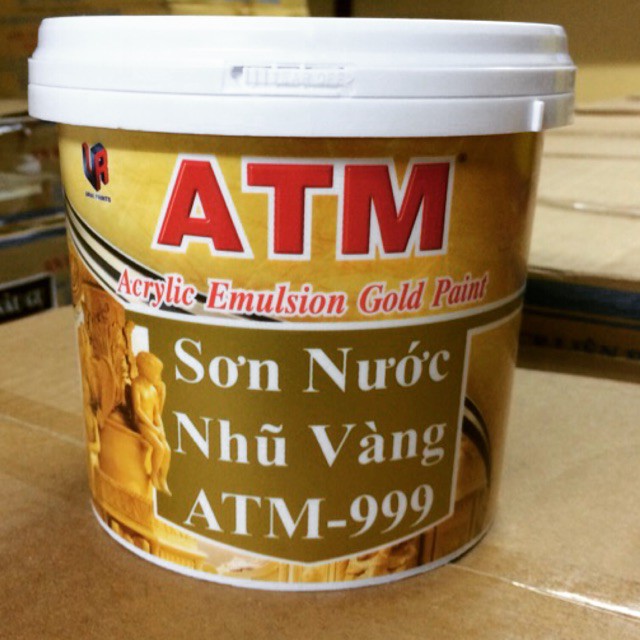 ATM
Acrylic Emulsion Gold Paint
Sơn Nước
Nhũ Vàng
ATM-999